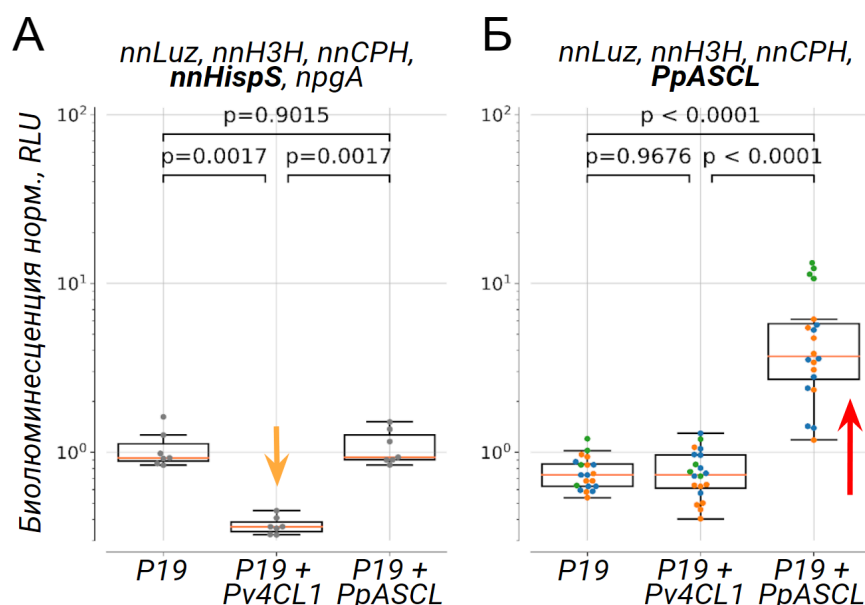 А
nnLuz, nnH3H, nnCPH,
nnHispS, npgA
Биолюминесценция норм., RLU
10²
10¹
10⁰
p=0.9015
p=0.0017 p=0.0017
P19
P19 +
Pv4CL1
P19 +
PpASCL
Б
nnLuz, nnH3H, nnCPH,
PpASCL
10²
10¹
10⁰
p < 0.0001
p=0.9676 p < 0.0001
P19
P19 +
Pv4CL1
P19 +
PpASCL